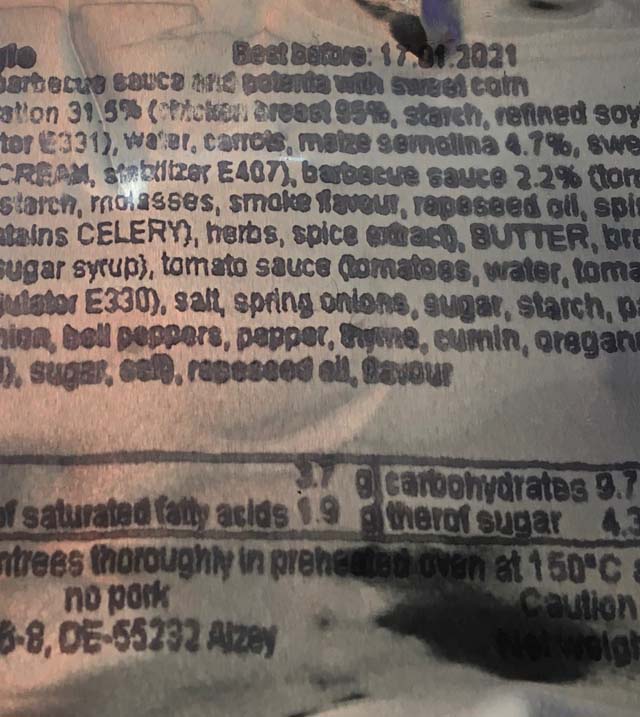 Best before: 17.01.2021
barbecue sauce and polenta with sweet corn
ation 31.5% (chicken breast 95%, starch, refined soy
tor E331), water, carrots, maize semolina 4.7%, swe
CREAM, stabilizer E407), barbecue sauce 2.2% (tom
starch, molasses, smoke flavour, rapeseed oil, spi
ntains CELERY), herbs, spice extract), BUTTER, bro
sugar syrup), tomato sauce (tomatoes, water, toma
gulator E330), salt, spring onions, sugar, starch, p
nion, bell peppers, pepper, thyme, cumin, oregan
), sugar, salt), rapeseed oil, flavour
3.7 g carbohydrates 9.7
of saturated fatty acids 1.9 g therof sugar 4.3
ntrees thoroughly in preheated oven at 150°C
no pork Caution
6-8, DE-55232 Alzey Net weigh